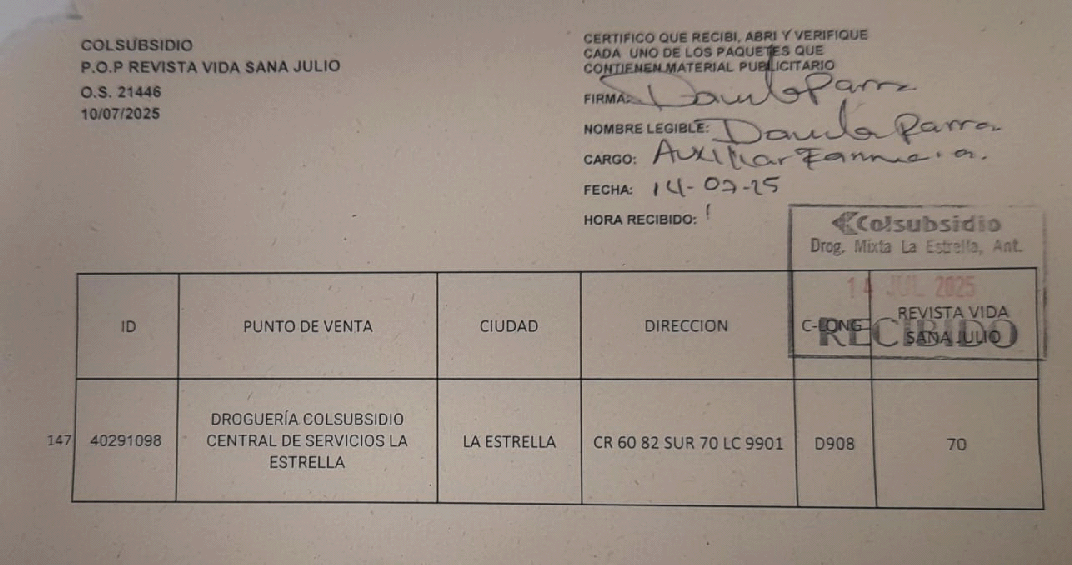 COLSUBSIDIO
P.O.P REVISTA VIDA SANA JULIO
O.S. 21446
10/07/2025
CERTIFICO QUE RECIBI, ABRI Y VERIFIQUE
CADA UNO DE LOS PAQUETES QUE
CONTIENEN MATERIAL PUBLICITARIO
FIRMA: Parra
NOMBRE LEGIBLE: Parra
CARGO: Auxiliar Farmacia.
FECHA: 14-07-25
HORA RECIBIDO:
Colsubsidio
Drog. Mixta La Estrella, Ant.
14 JUL 2025
RECIBIDO
ID PUNTO DE VENTA CIUDAD DIRECCION C-LONG REVISTA VIDA
SANA JULIO
147 40291098 DROGUERÍA COLSUBSIDIO
CENTRAL DE SERVICIOS LA
ESTRELLA
LA ESTRELLA CR 60 82 SUR 70 LC 9901 D908 70